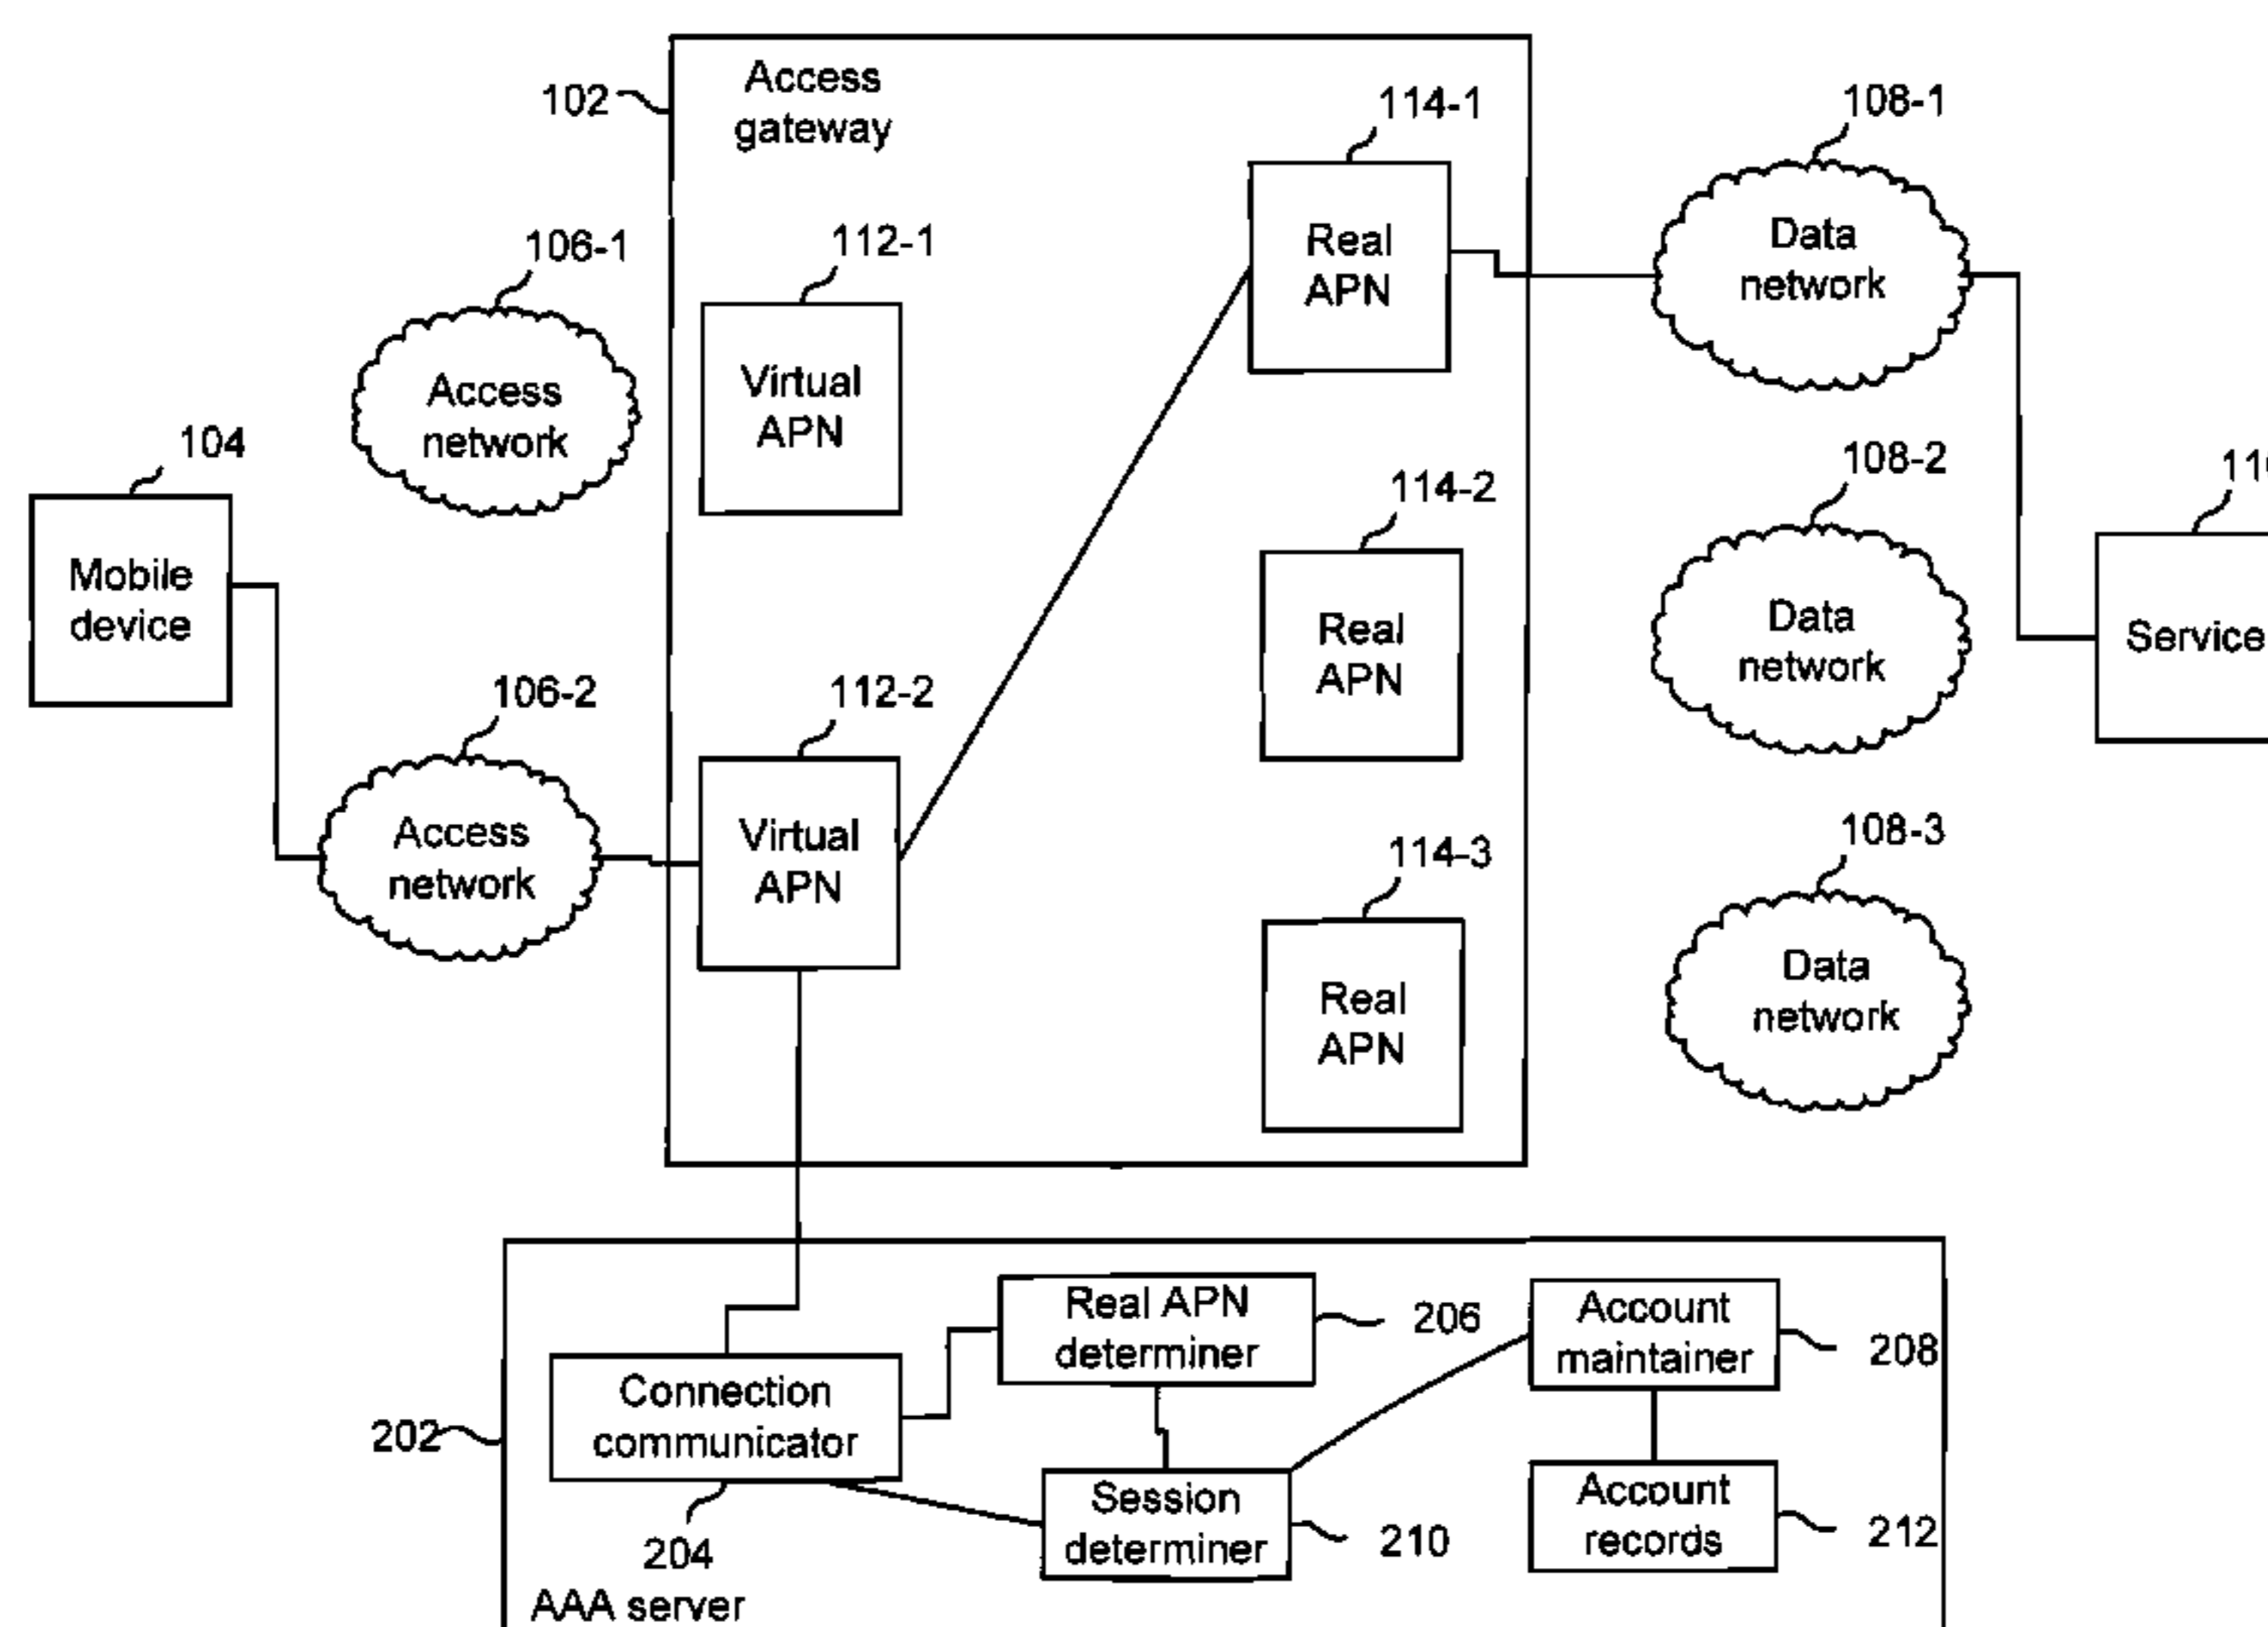 102
Access
gateway
114-1
108-1
106-1
112-1
Real
APN
Data
network
Access
network
Virtual
APN
104
114-2
108-2
Mobile
device
Real
APN
Data
network
Service
106-2
112-2
114-3
108-3
Access
network
Virtual
APN
Real
APN
Data
network
Real APN
determiner
206
Account
maintainer
208
Connection
communicator
202
204
Session
determiner
210
Account
records
212
AAA server